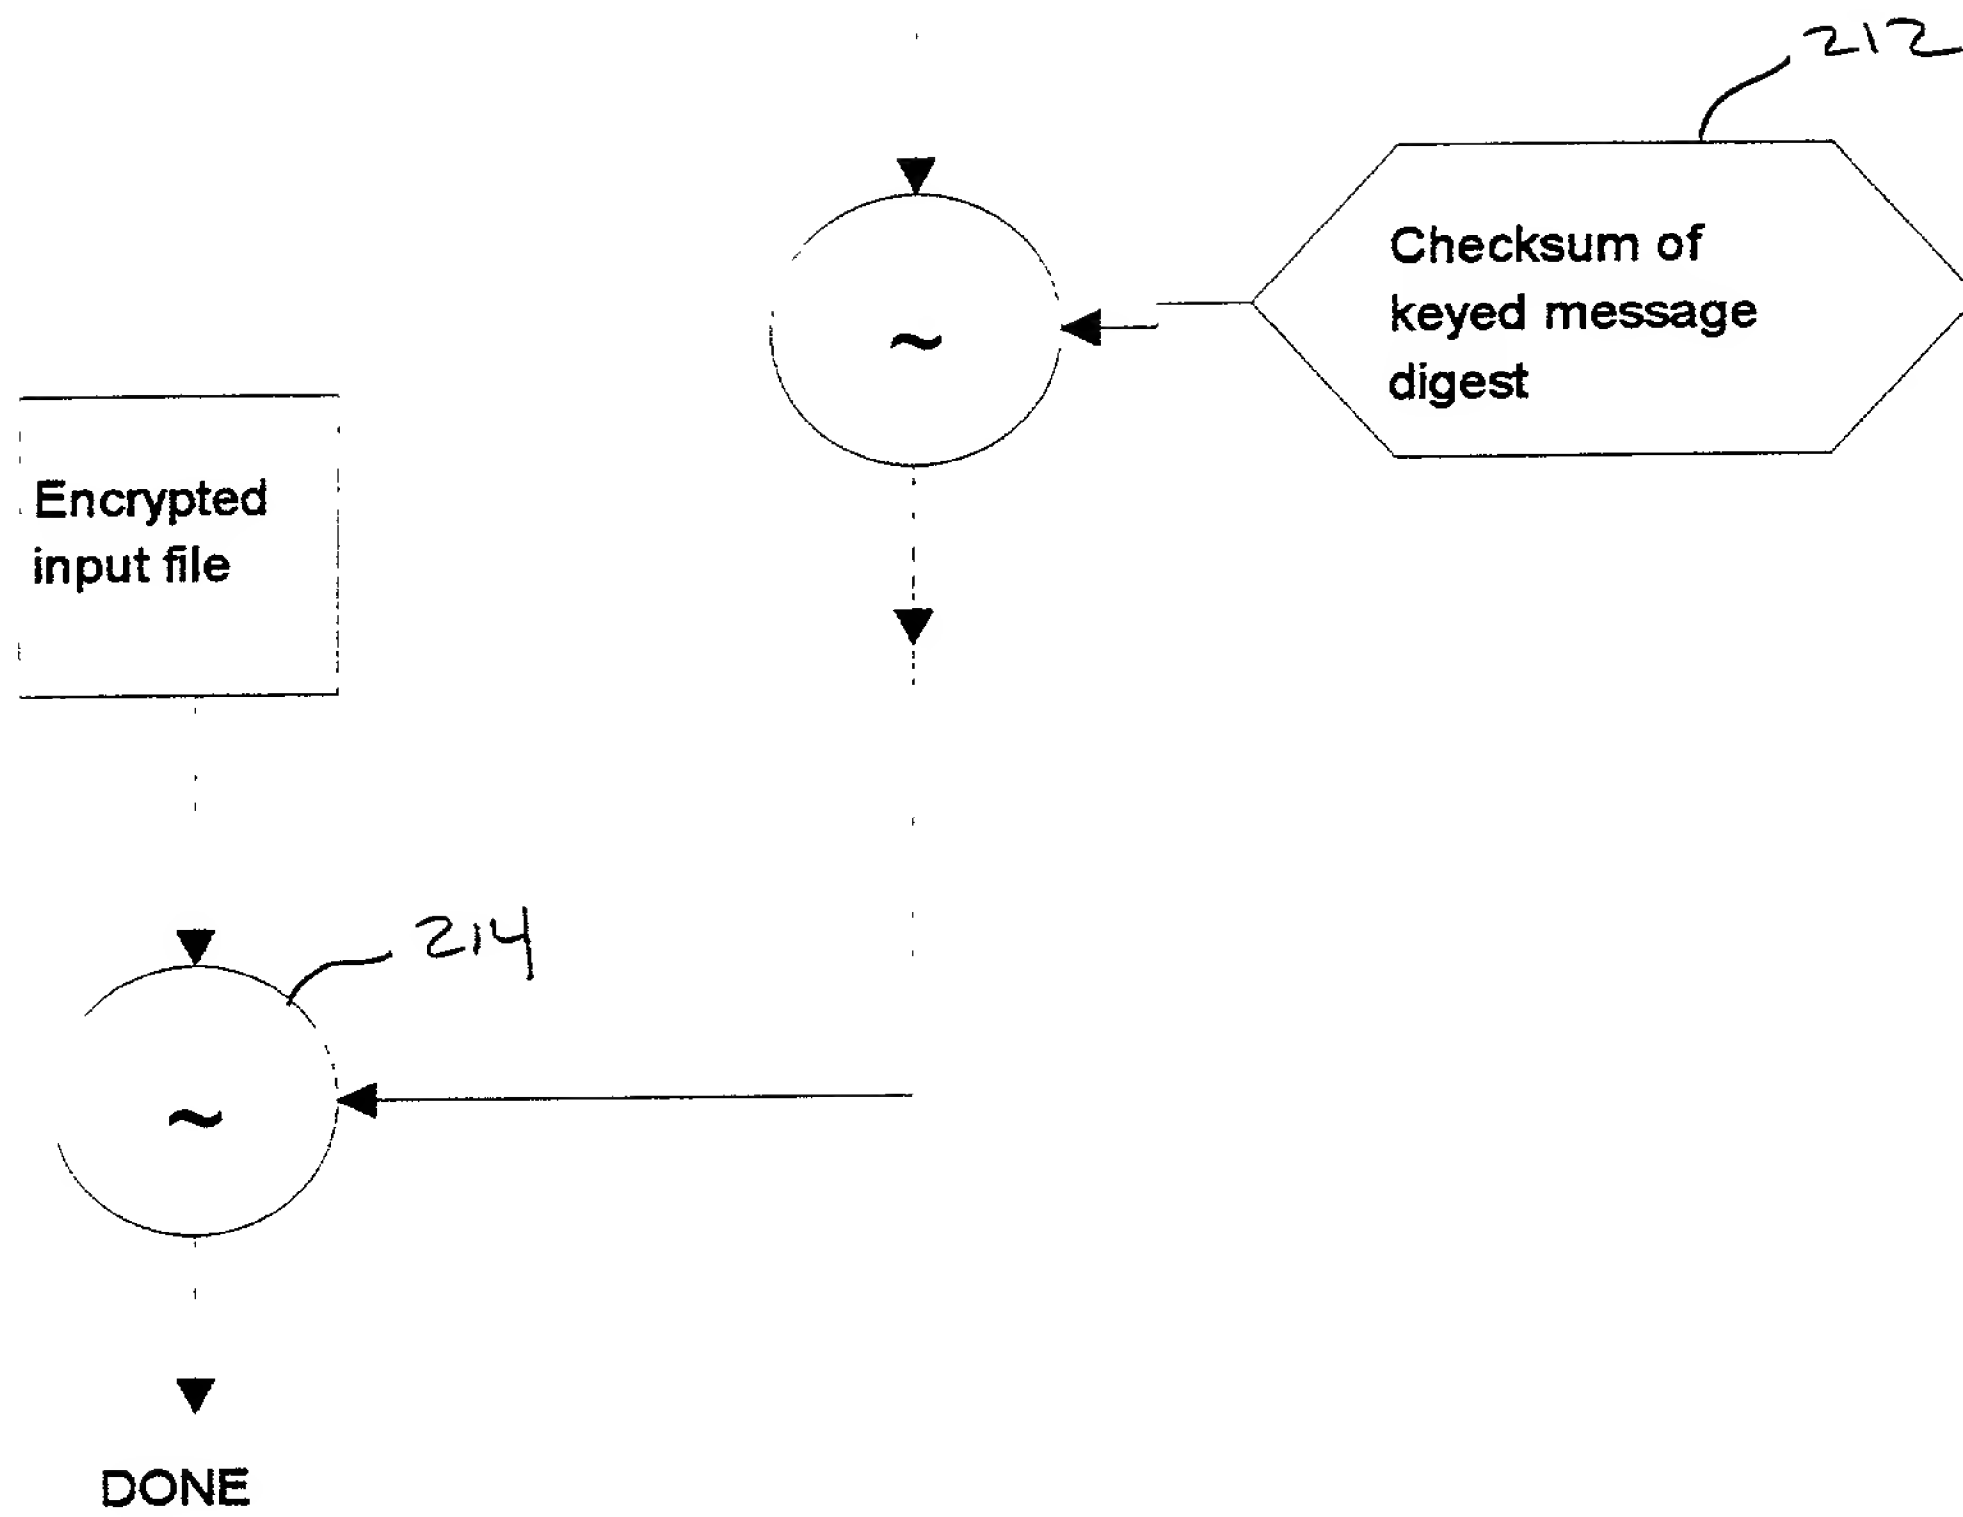 212
Checksum of
keyed message
digest
~
Encrypted
input file
214
~
DONE